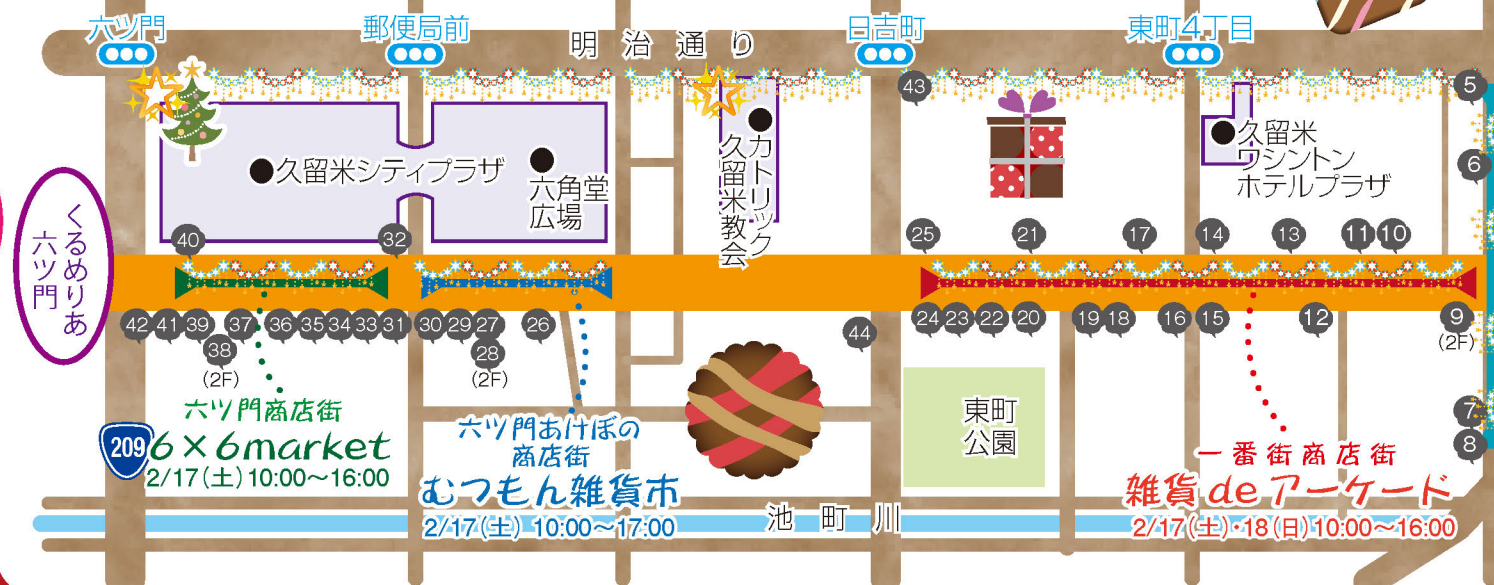 六ツ門
郵便局前
明治通り
日吉町
東町4丁目
43
5
久留米シティプラザ
六角堂
広場
カトリック
久留米教会
久留米
ワシントン
ホテルプラザ
6
くるめりあ
六ツ門
40
32
25
21
17
14
13
11
10
42
41
39
37
36
35
34
33
31
30
29
27
26
24
23
22
20
19
18
16
15
12
9
(2F)
38
(2F)
28
(2F)
44
六ツ門商店街
6×6market
2/17(土)10:00～16:00
209
六ツ門あけぼの
商店街
むつもん雑貨市
2/17(土) 10:00～17:00
東町
公園
7
8
一番街商店街
雑貨deアーケード
2/17(土)・18(日)10:00～16:00
池町川